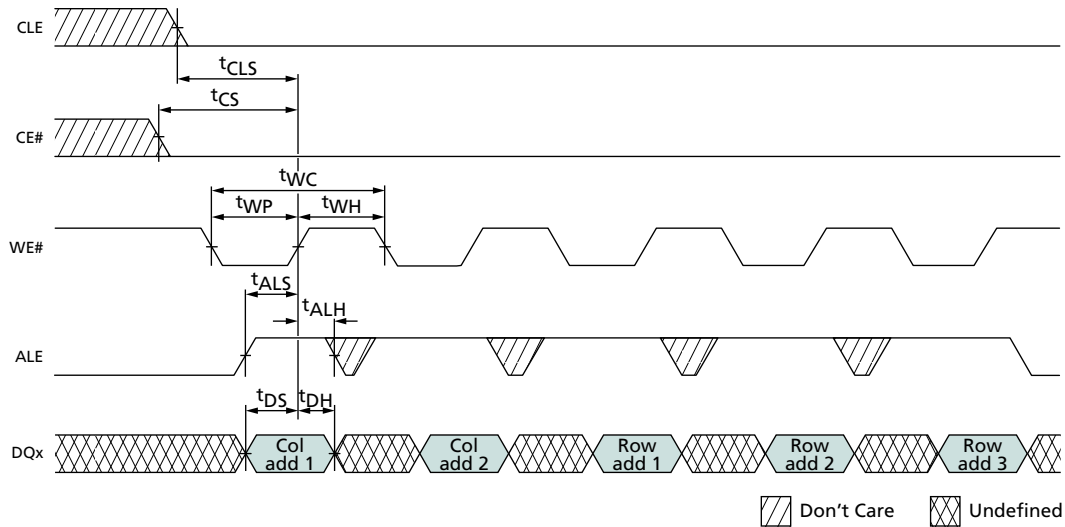 CLE
tCLS
tCS
CE#
tWC
tWP
tWH
WE#
tALS
tALH
ALE
tDS
tDH
DQx
Col add 1
Col add 2
Row add 1
Row add 2
Row add 3
Don't Care
Undefined